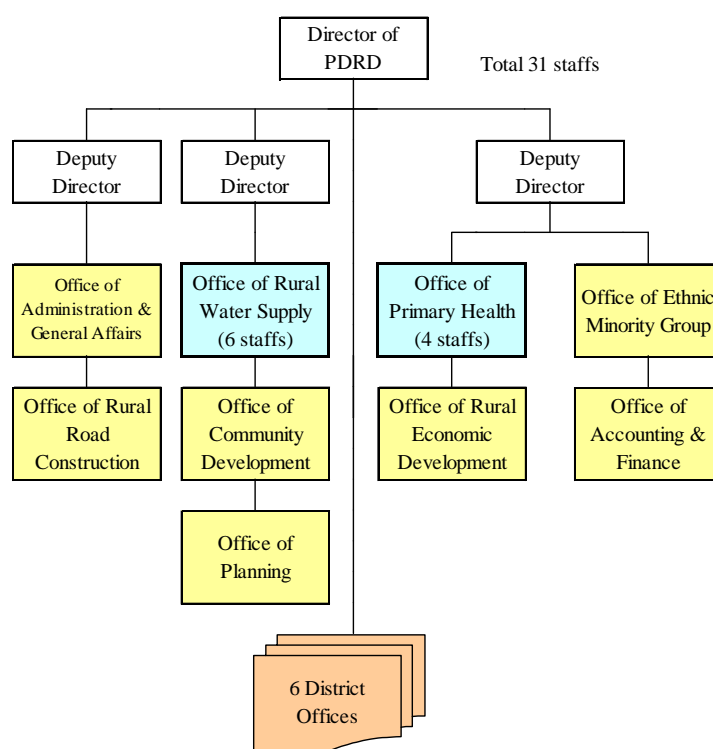 Director of
PDRD
Total 31 staffs
Deputy
Director
Deputy
Director
Deputy
Director
Office of
Administration &
General Affairs
Office of Rural
Water Supply
(6 staffs)
Office of
Primary Health
(4 staffs)
Office of Ethnic
Minority Group
Office of Rural
Road
Construction
Office of
Community
Development
Office of Rural
Economic
Development
Office of
Accounting &
Finance
Office of
Planning
6 District
Offices